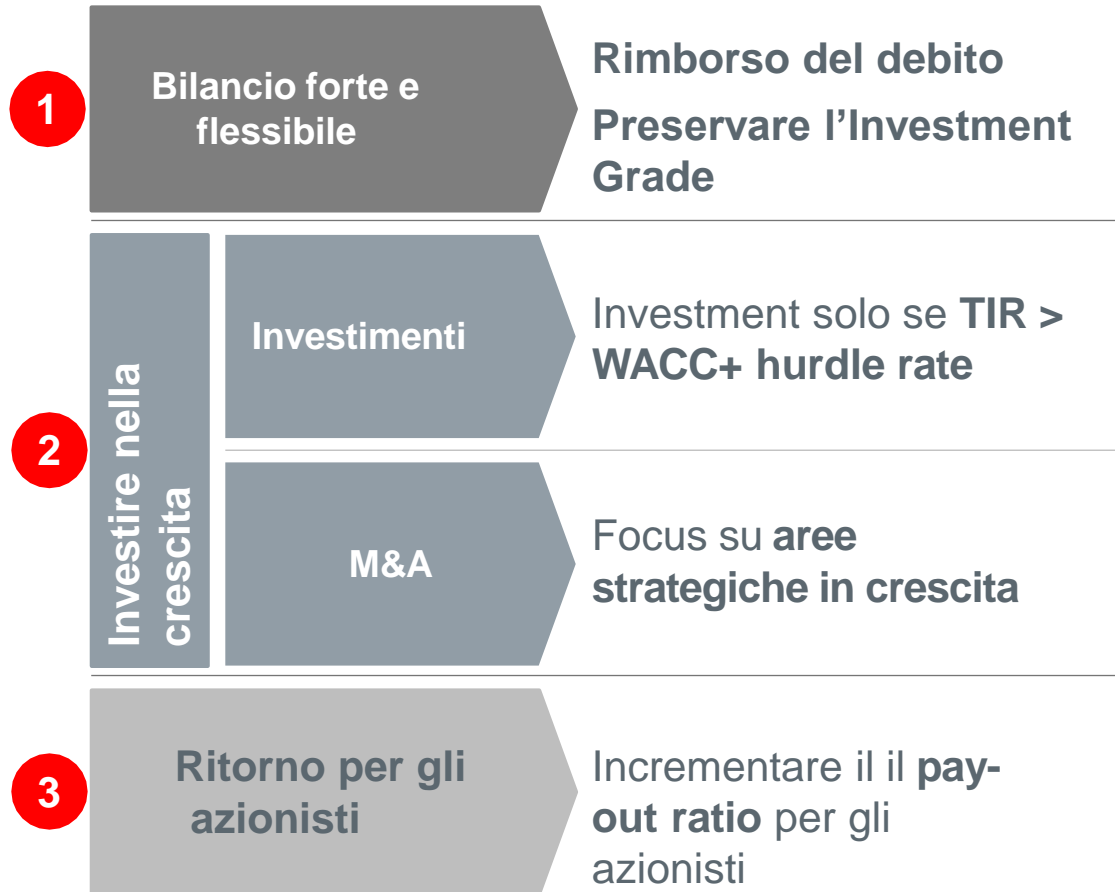 1
Bilancio forte e
flessibile
Rimborso del debito
Preservare l’Investment
Grade
2
Investire nella
crescita
Investimenti
Investment solo se TIR >
WACC+ hurdle rate
M&A
Focus su aree
strategiche in crescita
3
Ritorno per gli
azionisti
Incrementare il il pay-
out ratio per gli
azionisti